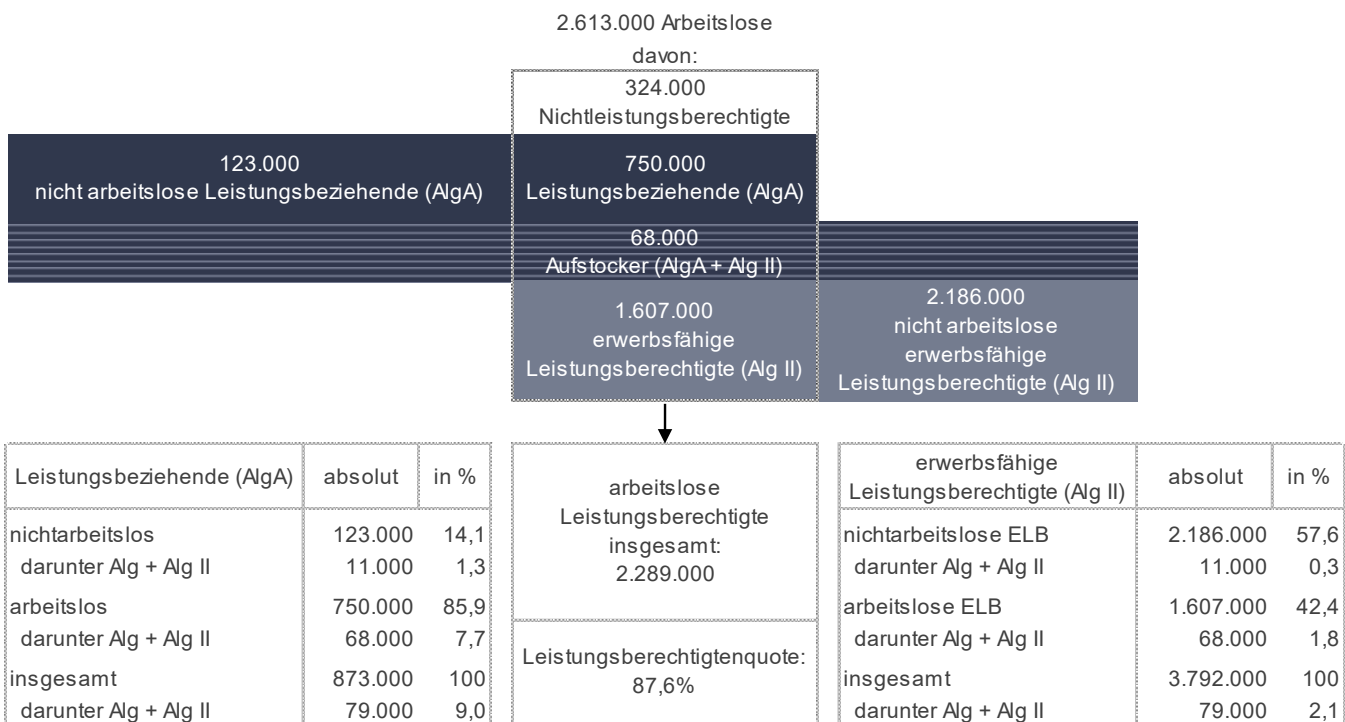 2.613.000 Arbeitslose
davon:
324.000
Nichtleistungsberechtigte
123.000
nicht arbeitslose Leistungsbeziehende (AlgA)
750.000
Leistungsbeziehende (AlgA)
68.000
Aufstocker (AlgA + Alg II)
1.607.000
erwerbsfähige
Leistungsberechtigte (Alg II)
2.186.000
nicht arbeitslose
erwerbsfähige
Leistungsberechtigte (Alg II)
Leistungsbeziehende (AlgA) absolut in %
nichtarbeitslos 123.000 14,1
darunter Alg + Alg II 11.000 1,3
arbeitslos 750.000 85,9
darunter Alg + Alg II 68.000 7,7
insgesamt 873.000 100
darunter Alg + Alg II 79.000 9,0
arbeitslose
Leistungsberechtigte
insgesamt:
2.289.000
Leistungsberechtigtenquote:
87,6%
erwerbsfähige
Leistungsberechtigte (Alg II) absolut in %
nichtarbeitslose ELB 2.186.000 57,6
darunter Alg + Alg II 11.000 0,3
arbeitslose ELB 1.607.000 42,4
darunter Alg + Alg II 68.000 1,8
insgesamt 3.792.000 100
darunter Alg + Alg II 79.000 2,1